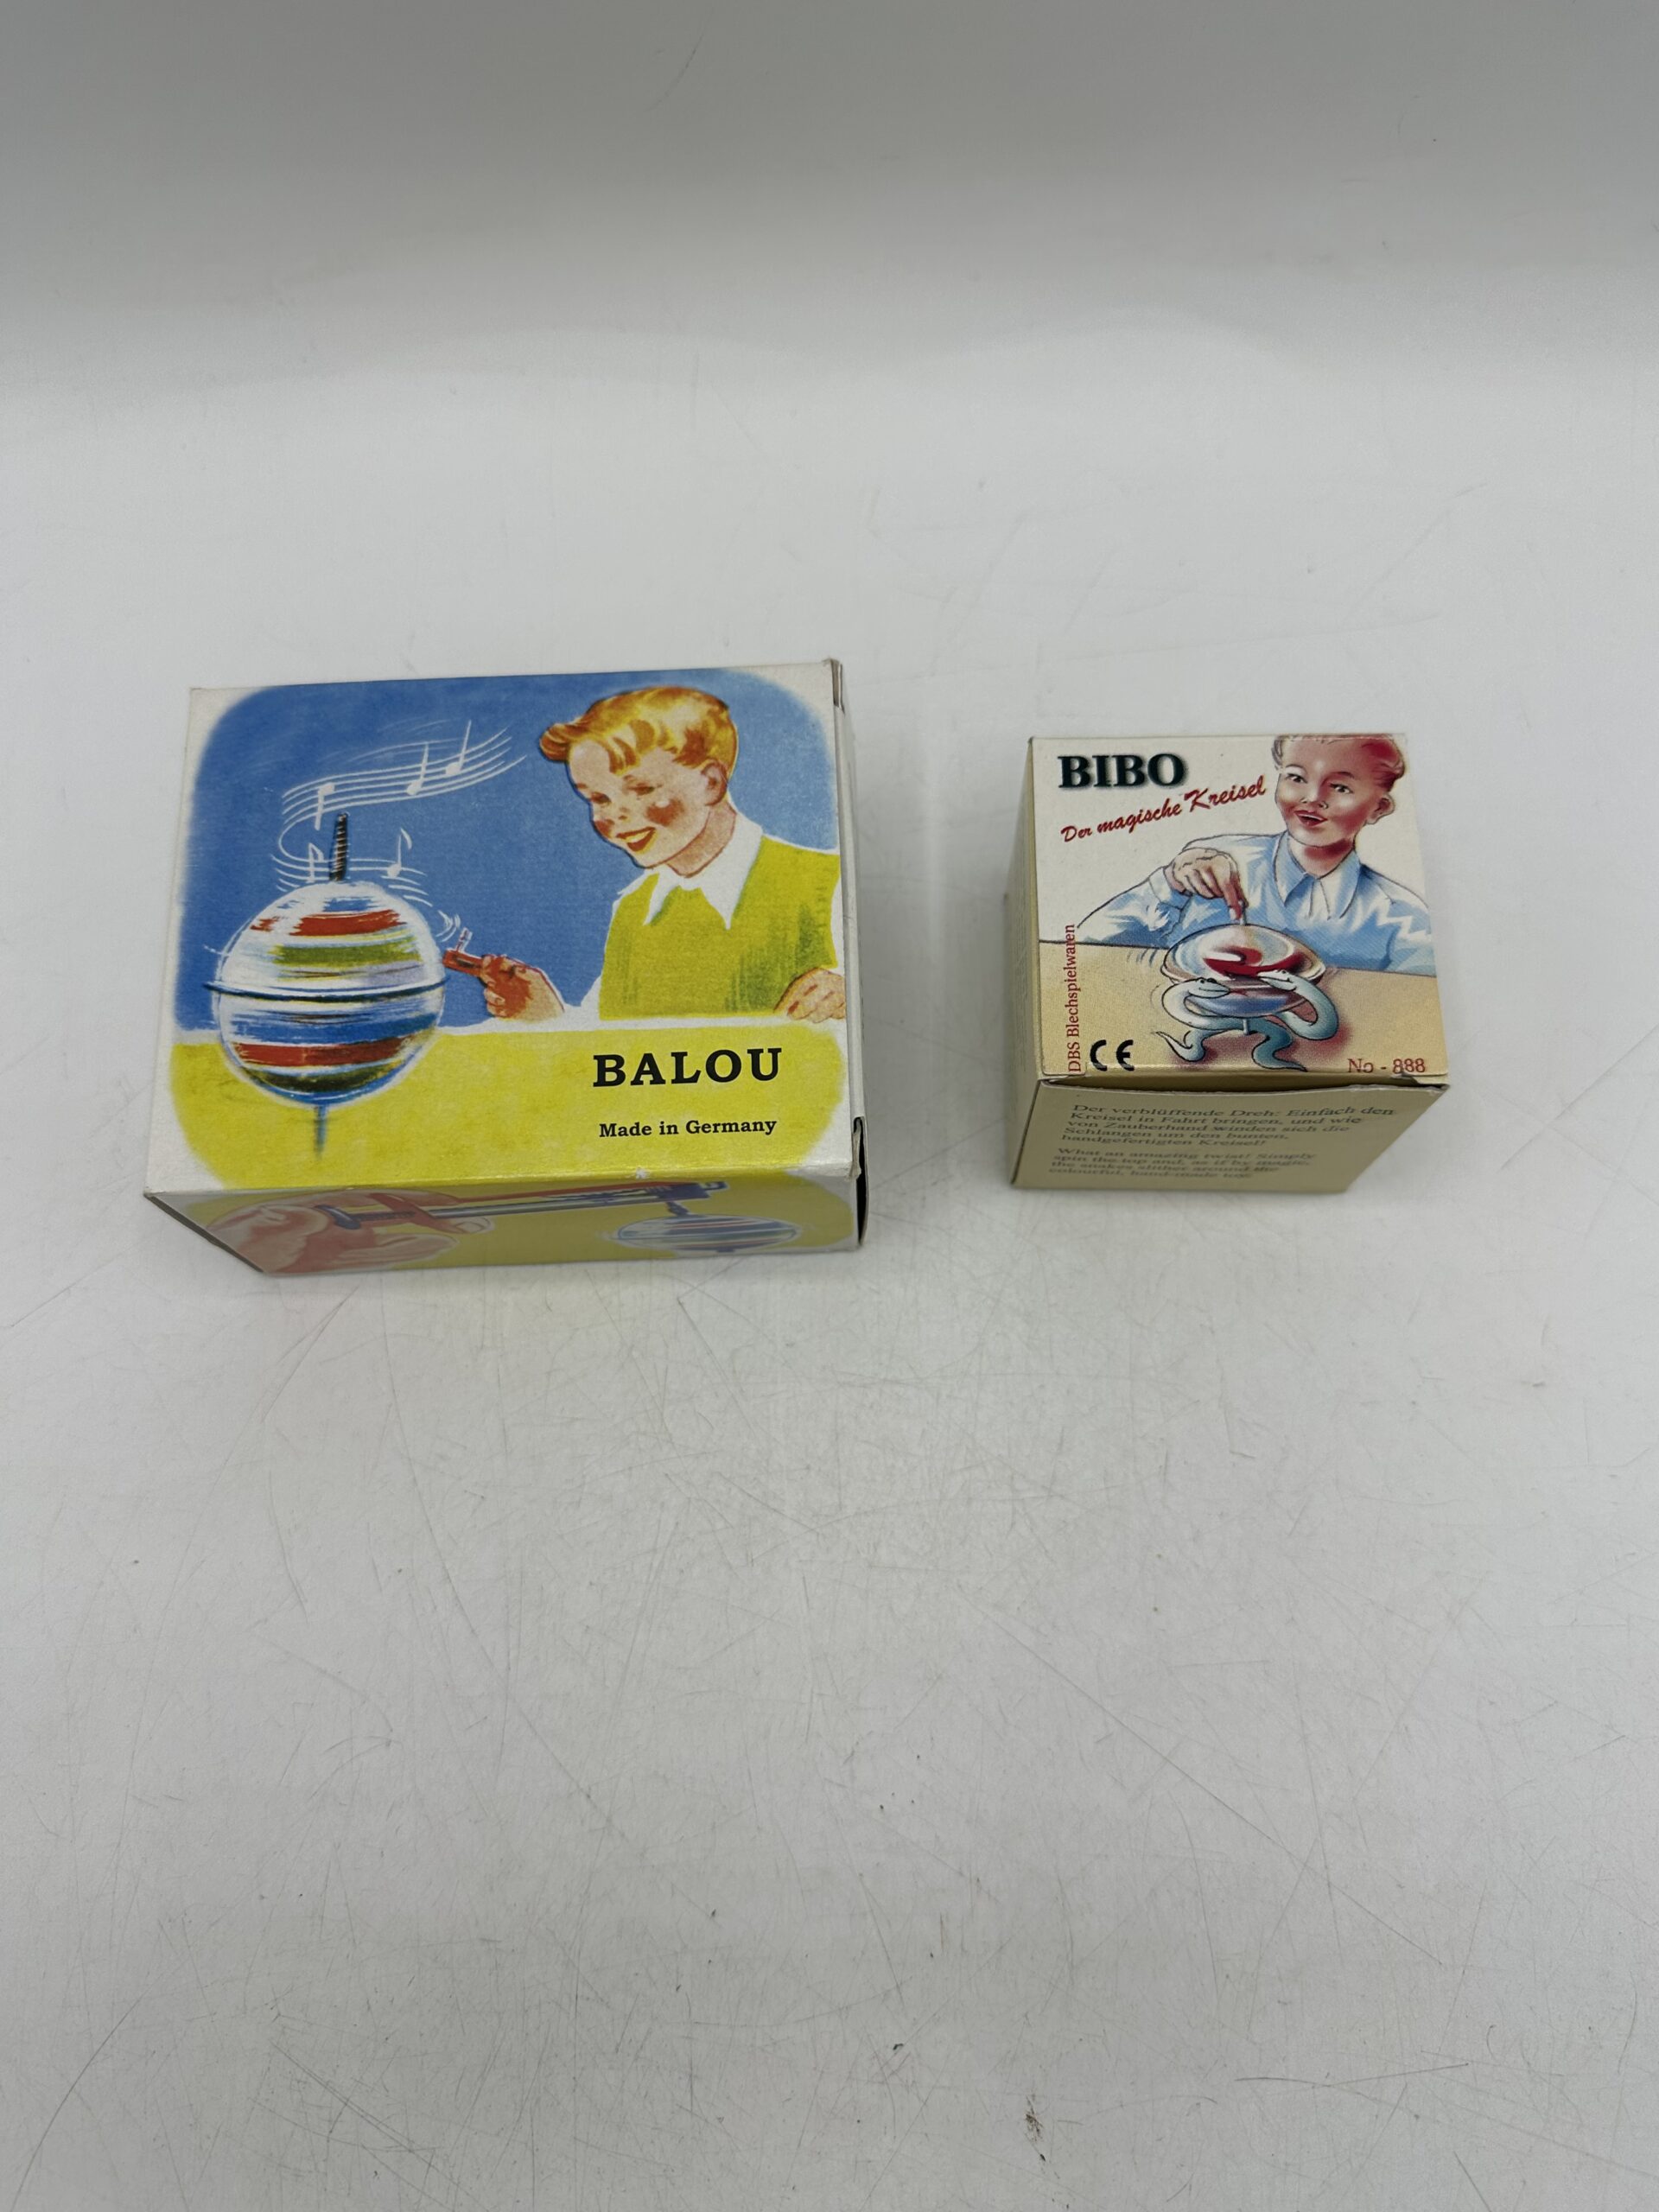 BALOU
Made in Germany
BIBO
Der magische Kreisel
DBS Blechspielwaren
CE
No - 888
Der verblüffende Dreh: Einfach den
Kreisel in Fahrt bringen, und wie
von Zauberhand winden sich die
Schlangen um den bunten,
handgefertigten Kreisel!
What an amazing twist! Simply
spin the top and, as if by magic,
the snakes slither around the
colourful, hand-made top!